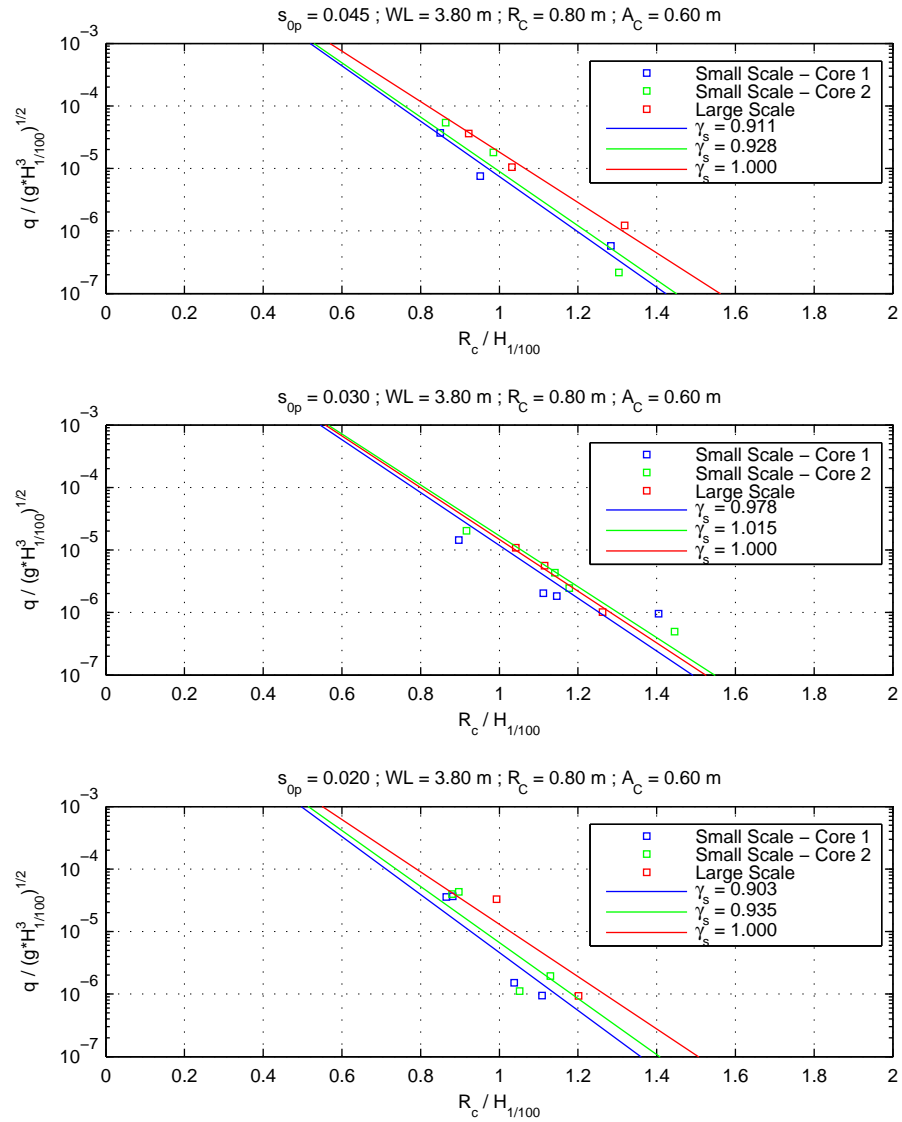 s0p = 0.045 ; WL = 3.80 m ; RC = 0.80 m ; AC = 0.60 m
10−3
10−4
10−5
10−6
10−7
q / (g*H31/100)1/2
Small Scale − Core 1
Small Scale − Core 2
Large Scale
γs = 0.911
γs = 0.928
γs = 1.000
0 0.2 0.4 0.6 0.8 1 1.2 1.4 1.6 1.8 2
Rc / H1/100
s0p = 0.030 ; WL = 3.80 m ; RC = 0.80 m ; AC = 0.60 m
10−3
10−4
10−5
10−6
10−7
q / (g*H31/100)1/2
Small Scale − Core 1
Small Scale − Core 2
Large Scale
γs = 0.978
γs = 1.015
γs = 1.000
0 0.2 0.4 0.6 0.8 1 1.2 1.4 1.6 1.8 2
Rc / H1/100
s0p = 0.020 ; WL = 3.80 m ; RC = 0.80 m ; AC = 0.60 m
10−3
10−4
10−5
10−6
10−7
q / (g*H31/100)1/2
Small Scale − Core 1
Small Scale − Core 2
Large Scale
γs = 0.903
γs = 0.935
γs = 1.000
0 0.2 0.4 0.6 0.8 1 1.2 1.4 1.6 1.8 2
Rc / H1/100